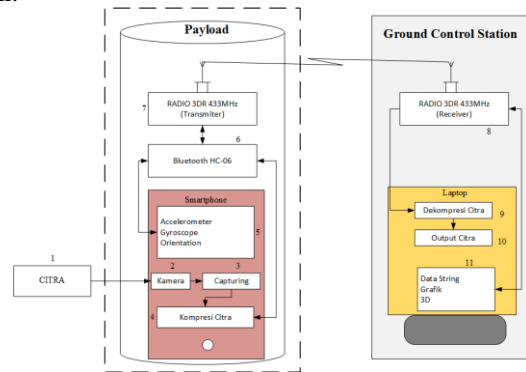 Payload
Ground Control Station
RADIO 3DR 433MHz
(Transmiter)
7
RADIO 3DR 433MHz
(Receiver)
8
6
Bluetooth HC-06
Smartphone
Accelerometer
Gyroscope
Orientation
5
1
CITRA
2
Kamera
3
Capturing
4
Kompresi Citra
Laptop
Dekompresi Citra
9
Output Citra
10
11
Data String
Grafik
3D